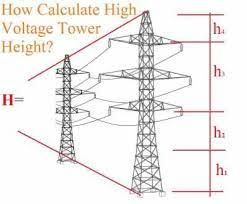 How Calculate High
Voltage Tower
Height?
h₄
h₃
H=
h₂
h₁